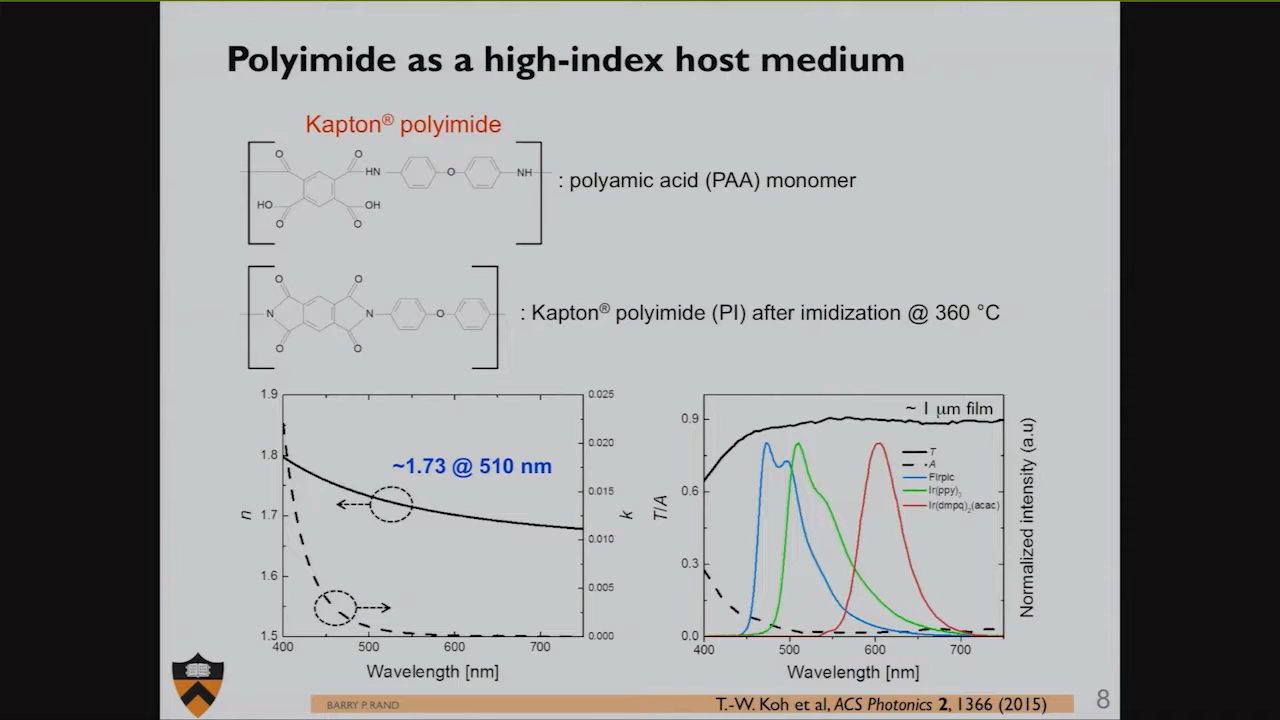 Polyimide as a high-index host medium
Kapton® polyimide
O O
HN O NH
HO OH
O O
: polyamic acid (PAA) monomer
O O
N N O
O O
: Kapton® polyimide (PI) after imidization @ 360 °C
1.9
1.8
1.7
1.6
1.5
n
400 500 600 700
Wavelength [nm]
0.025
0.020
0.015
0.010
0.005
0.000
k
~1.73 @ 510 nm
0.9
0.6
0.3
0.0
T/A
400 500 600 700
Wavelength [nm]
~ 1 μm film
T
A
Firpic
Ir(ppy)₃
Ir(dmpq)₂(acac)
Normalized intensity (a.u)
BARRY P. RAND
T.-W. Koh et al, ACS Photonics 2, 1366 (2015)
8